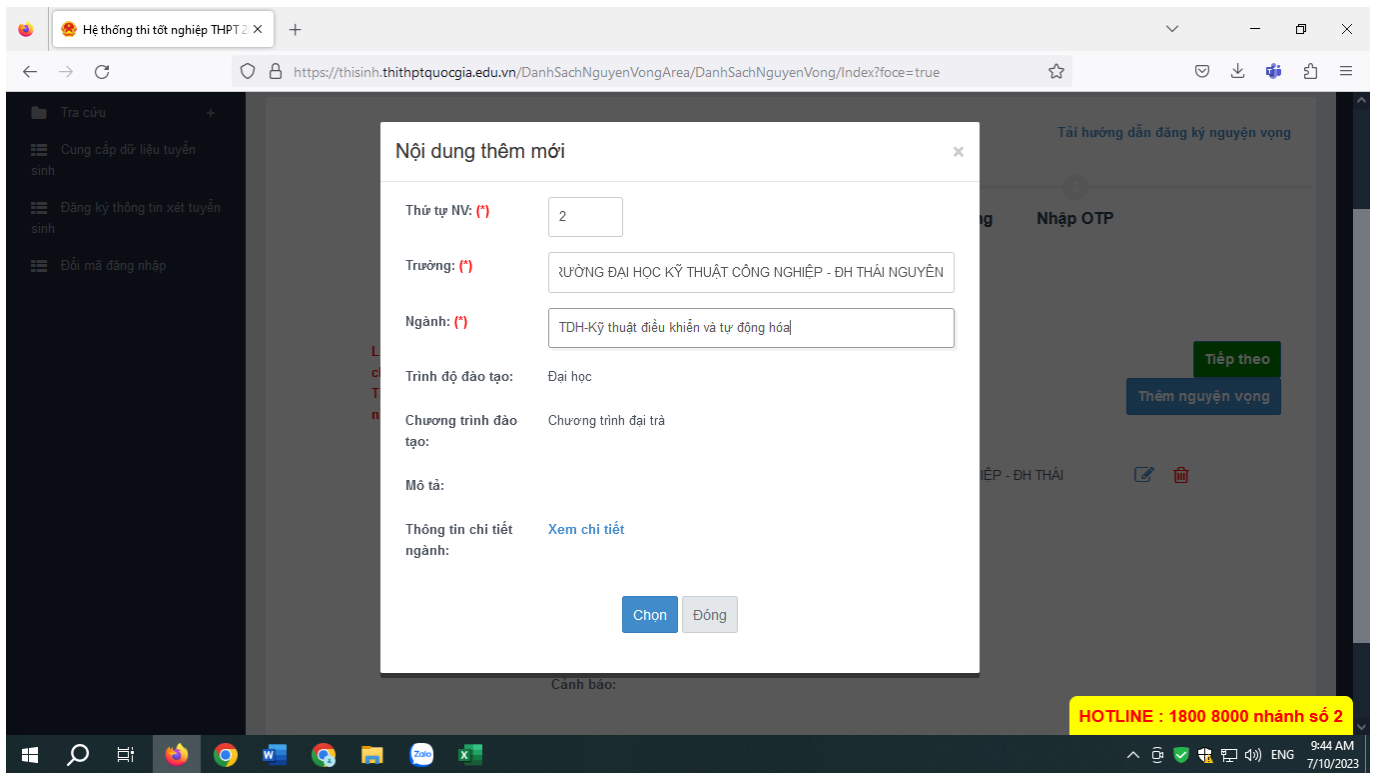 Hệ thống thi tốt nghiệp THPT 2
https://thisinh.thithptquocgia.edu.vn/DanhSachNguyenVongArea/DanhSachNguyenVong/Index?foce=true
Tra cứu +
Cung cấp dữ liệu tuyển
sinh
Đăng ký thông tin xét tuyển
sinh
Đổi mã đăng nhập
Tải hướng dẫn đăng ký nguyện vọng
3
ng Nhập OTP
Nội dung thêm mới ×
Thứ tự NV: (*) 2
Trường: (*) RƯỜNG ĐẠI HỌC KỸ THUẬT CÔNG NGHIỆP - ĐH THÁI NGUYÊN
Ngành: (*) TDH-Kỹ thuật điều khiển và tự động hóa
Trình độ đào tạo: Đại học
Chương trình đào
tạo:
Chương trình đại trà
Mô tả:
Thông tin chi tiết
ngành:
Xem chi tiết
Chọn Đóng
L
c
T
n
Tiếp theo
Thêm nguyện vọng
IỆP - ĐH THÁI
Cảnh báo:
HOTLINE : 1800 8000 nhánh số 2
Zalo
ENG
9:44 AM
7/10/2023